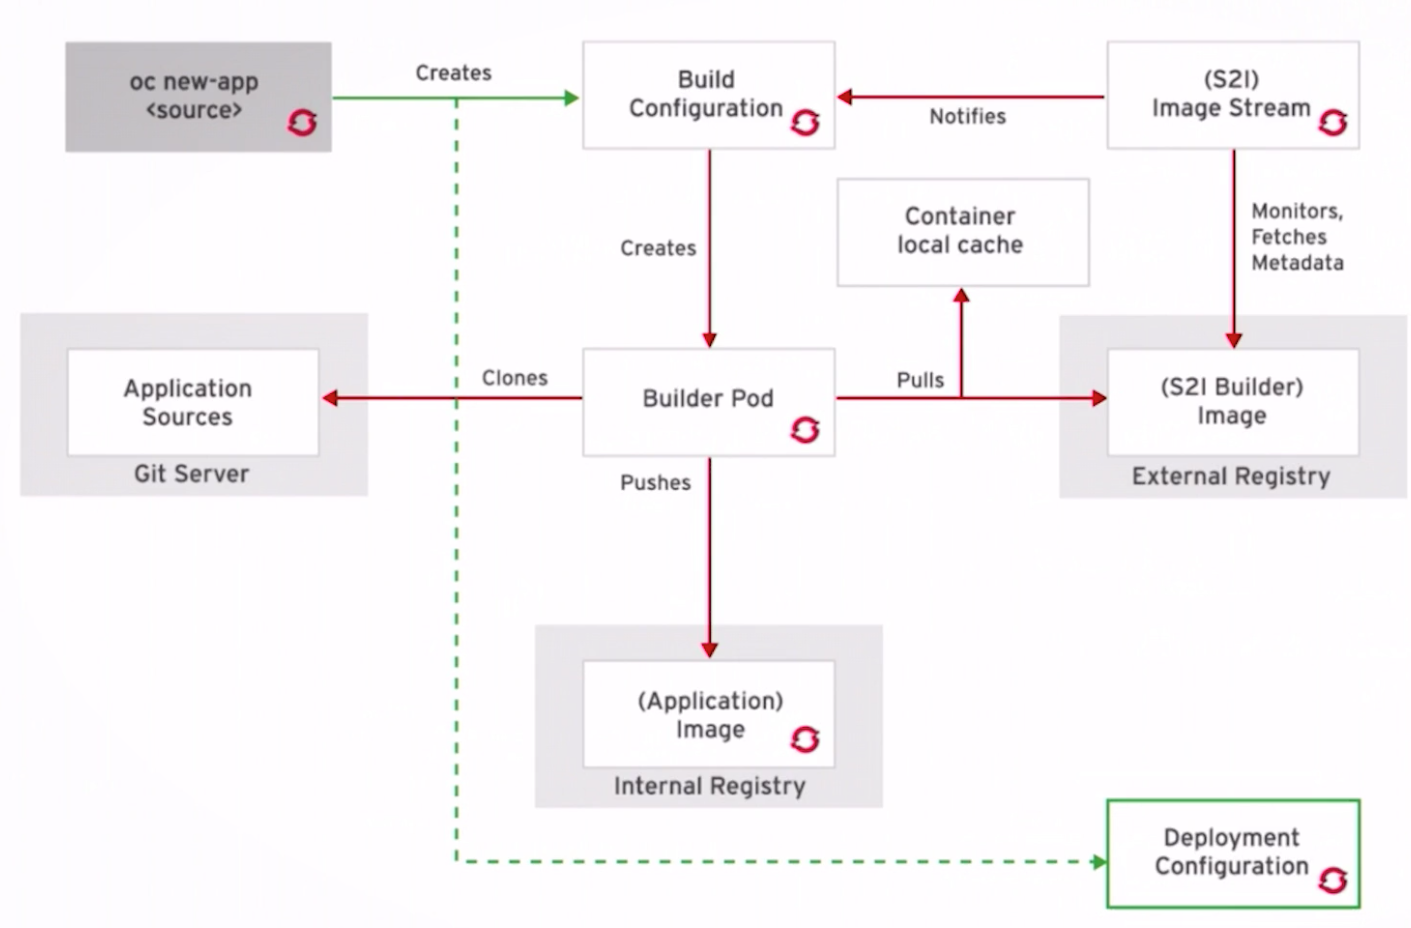 oc new-app
<source>
Creates
Build
Configuration
Notifies
(S2I)
Image Stream
Container
local cache
Monitors,
Fetches
Metadata
Creates
Application
Sources
Git Server
Clones
Builder Pod
Pulls
(S2I Builder)
Image
External Registry
Pushes
(Application)
Image
Internal Registry
Deployment
Configuration